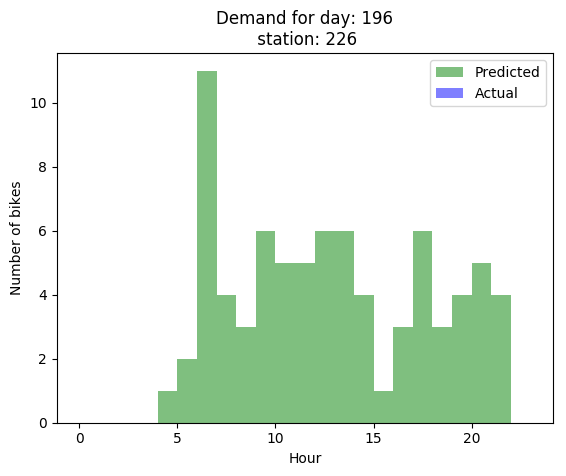 Demand for day: 196
station: 226
Predicted
Actual
10
8
6
4
2
0
Number of bikes
0
5
10
15
20
Hour